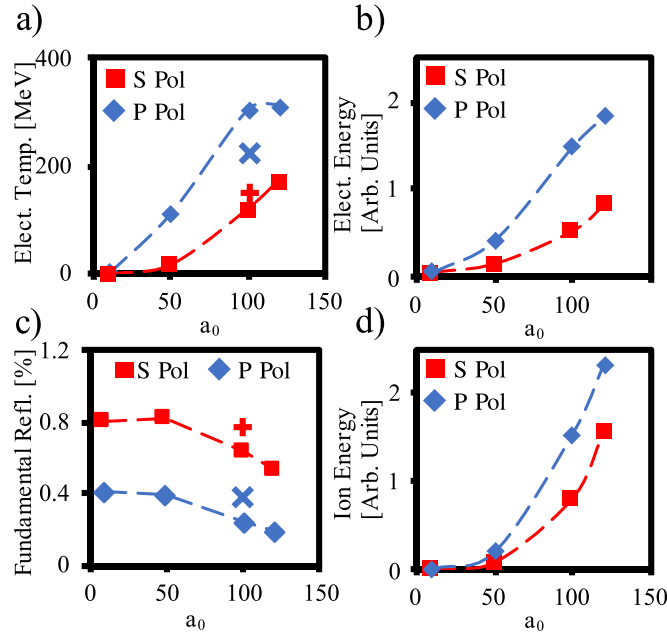 a)
400
200
0
Elect. Temp. [MeV]
S Pol
P Pol
0
50
100
150
a₀
b)
2
1
0
Elect. Energy
[Arb. Units]
S Pol
P Pol
0
50
100
150
a₀
c)
1.2
0.8
0.4
0
Fundamental Refl. [%]
S Pol
P Pol
0
50
100
150
a₀
d)
2
1
0
Ion Energy
[Arb. Units]
S Pol
P Pol
0
50
100
150
a₀